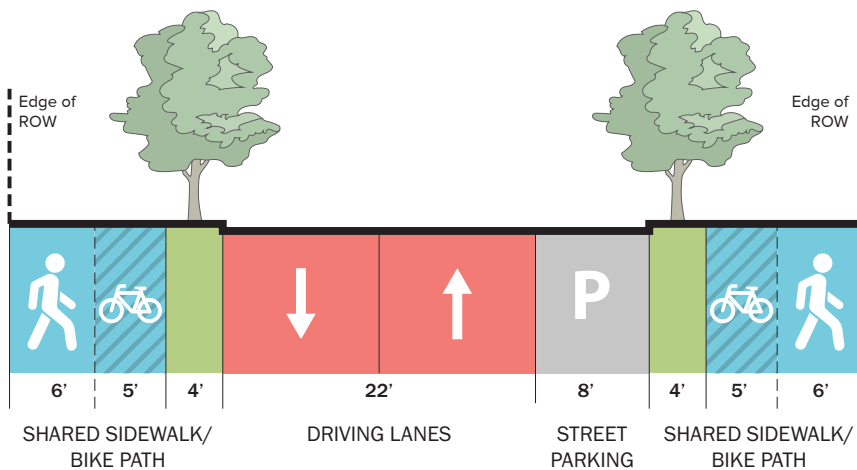 Edge of
ROW
Edge of
ROW
P
6’ 5’ 4’ 22’ 8’ 4’ 5’ 6’
SHARED SIDEWALK/
BIKE PATH
DRIVING LANES
STREET
PARKING
SHARED SIDEWALK/
BIKE PATH